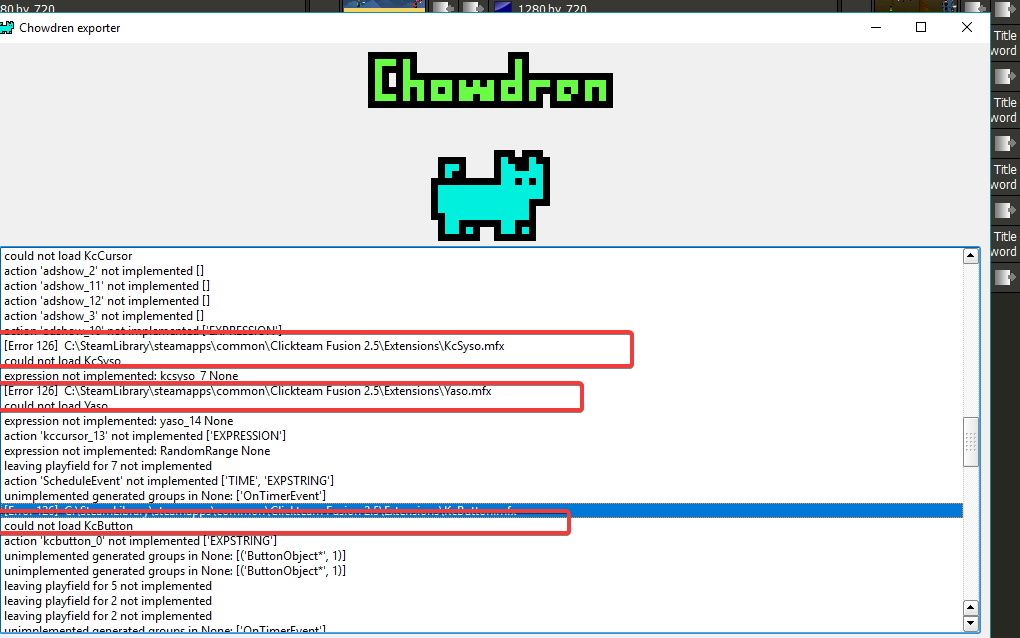 80 by 720
1280 by 720
Chowdren exporter
Title
word
Title
word
Title
word
Title
word
Chowdren
could not load KcCursor
action 'adshow_2' not implemented []
action 'adshow_11' not implemented []
action 'adshow_12' not implemented []
action 'adshow_3' not implemented []
action 'adshow_10' not implemented ['EXPRESSION']
[Error 126] C:\SteamLibrary\steamapps\common\Clickteam Fusion 2.5\Extensions\KcSyso.mfx
could not load KcSyso
expression not implemented: kcsyso_7 None
[Error 126] C:\SteamLibrary\steamapps\common\Clickteam Fusion 2.5\Extensions\Yaso.mfx
could not load Yaso
expression not implemented: yaso_14 None
action 'kccursor_13' not implemented ['EXPRESSION']
expression not implemented: RandomRange None
leaving playfield for 7 not implemented
action 'ScheduleEvent' not implemented ['TIME', 'EXPSTRING']
unimplemented generated groups in None: ['OnTimerEvent']
[Error 126] C:\SteamLibrary\steamapps\common\Clickteam Fusion 2.5\Extensions\KcButton.mfx
could not load KcButton
action 'kcbutton_0' not implemented ['EXPSTRING']
unimplemented generated groups in None: [('ButtonObject*', 1)]
unimplemented generated groups in None: [('ButtonObject*', 1)]
leaving playfield for 5 not implemented
leaving playfield for 2 not implemented
leaving playfield for 2 not implemented
unimplemented generated groups in None: ['OnTimerEvent']